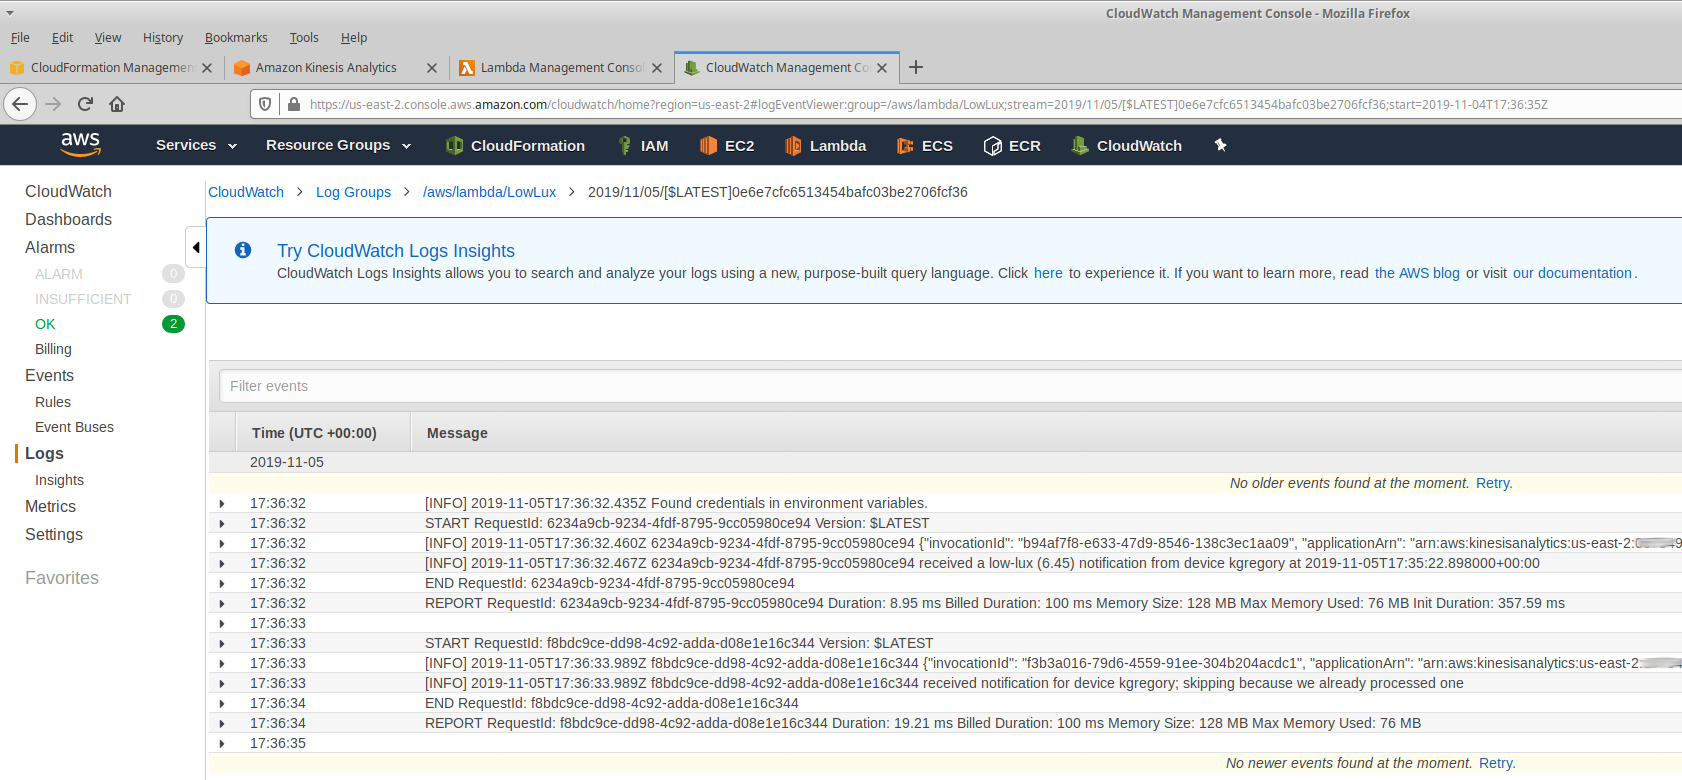 CloudWatch Management Console - Mozilla Firefox
File Edit View History Bookmarks Tools Help
CloudFormation Managemen Amazon Kinesis Analytics Lambda Management Conso CloudWatch Management Co
https://us-east-2.console.aws.amazon.com/cloudwatch/home?region=us-east-2#logEventViewer:group=/aws/lambda/LowLux;stream=2019/11/05/[$LATEST]0e6e7cfc6513454bafc03be2706fcf36;start=2019-11-04T17:36:35Z
aws Services Resource Groups CloudFormation IAM EC2 Lambda ECS ECR CloudWatch
CloudWatch
Dashboards
Alarms
ALARM 0
INSUFFICIENT 0
OK 2
Billing
Events
Rules
Event Buses
Logs
Insights
Metrics
Settings
Favorites
CloudWatch > Log Groups > /aws/lambda/LowLux > 2019/11/05/[$LATEST]0e6e7cfc6513454bafc03be2706fcf36
Try CloudWatch Logs Insights
CloudWatch Logs Insights allows you to search and analyze your logs using a new, purpose-built query language. Click here to experience it. If you want to learn more, read the AWS blog or visit our documentation.
Filter events
Time (UTC +00:00) Message
2019-11-05
No older events found at the moment. Retry.
17:36:32 [INFO] 2019-11-05T17:36:32.435Z Found credentials in environment variables.
17:36:32 START RequestId: 6234a9cb-9234-4fdf-8795-9cc05980ce94 Version: $LATEST
17:36:32 [INFO] 2019-11-05T17:36:32.460Z 6234a9cb-9234-4fdf-8795-9cc05980ce94 {"invocationId": "b94af7f8-e633-47d9-8546-138c3ec1aa09", "applicationArn": "arn:aws:kinesisanalytics:us-east-2:
17:36:32 [INFO] 2019-11-05T17:36:32.467Z 6234a9cb-9234-4fdf-8795-9cc05980ce94 received a low-lux (6.45) notification from device kgregory at 2019-11-05T17:35:22.898000+00:00
17:36:32 END RequestId: 6234a9cb-9234-4fdf-8795-9cc05980ce94
17:36:32 REPORT RequestId: 6234a9cb-9234-4fdf-8795-9cc05980ce94 Duration: 8.95 ms Billed Duration: 100 ms Memory Size: 128 MB Max Memory Used: 76 MB Init Duration: 357.59 ms
17:36:33
17:36:33 START RequestId: f8bdc9ce-dd98-4c92-adda-d08e1e16c344 Version: $LATEST
17:36:33 [INFO] 2019-11-05T17:36:33.989Z f8bdc9ce-dd98-4c92-adda-d08e1e16c344 {"invocationId": "f3b3a016-79d6-4559-91ee-304b204acdc1", "applicationArn": "arn:aws:kinesisanalytics:us-east-2:
17:36:33 [INFO] 2019-11-05T17:36:33.989Z f8bdc9ce-dd98-4c92-adda-d08e1e16c344 received notification for device kgregory; skipping because we already processed one
17:36:34 END RequestId: f8bdc9ce-dd98-4c92-adda-d08e1e16c344
17:36:34 REPORT RequestId: f8bdc9ce-dd98-4c92-adda-d08e1e16c344 Duration: 19.21 ms Billed Duration: 100 ms Memory Size: 128 MB Max Memory Used: 76 MB
17:36:35
No newer events found at the moment. Retry.